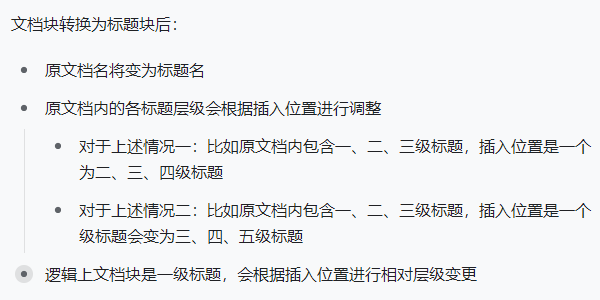 文档块转换为标题块后：
原文档名将变为标题名
原文档内的各标题层级会根据插入位置进行调整
对于上述情况一：比如原文档内包含一、二、三级标题，插入位置是一个
为二、三、四级标题
对于上述情况二：比如原文档内包含一、二、三级标题，插入位置是一个
级标题会变为三、四、五级标题
逻辑上文档块是一级标题，会根据插入位置进行相对层级变更